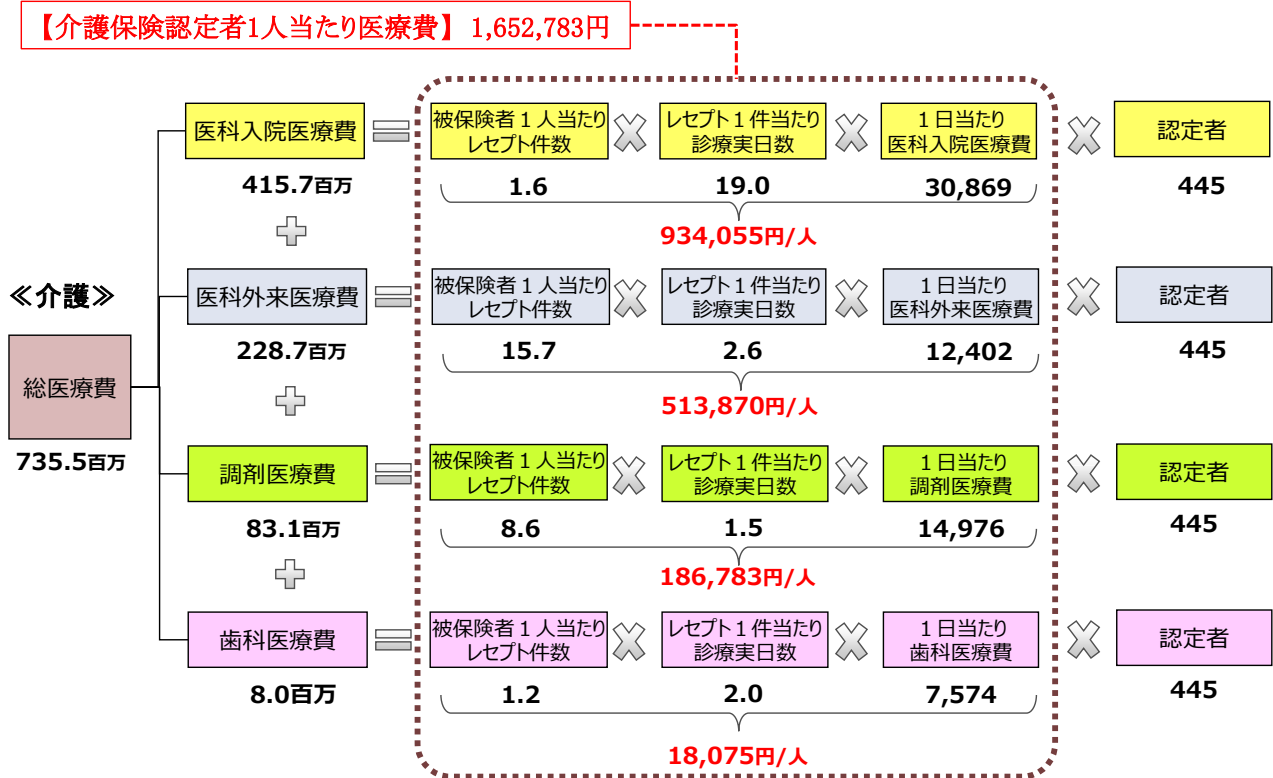 【介護保険認定者1人当たり医療費】 1,652,783円
医科入院医療費
被保険者１人当たり
レセプト件数
レセプト１件当たり
診療実日数
１日当たり
医科入院医療費
認定者
415.7百万
1.6
19.0
30,869
445
934,055円/人
≪介護≫
医科外来医療費
被保険者１人当たり
レセプト件数
レセプト１件当たり
診療実日数
１日当たり
医科外来医療費
認定者
228.7百万
15.7
2.6
12,402
445
513,870円/人
総医療費
735.5百万
調剤医療費
被保険者１人当たり
レセプト件数
レセプト１件当たり
診療実日数
１日当たり
調剤医療費
認定者
83.1百万
8.6
1.5
14,976
445
186,783円/人
歯科医療費
被保険者１人当たり
レセプト件数
レセプト１件当たり
診療実日数
１日当たり
歯科医療費
認定者
8.0百万
1.2
2.0
7,574
445
18,075円/人